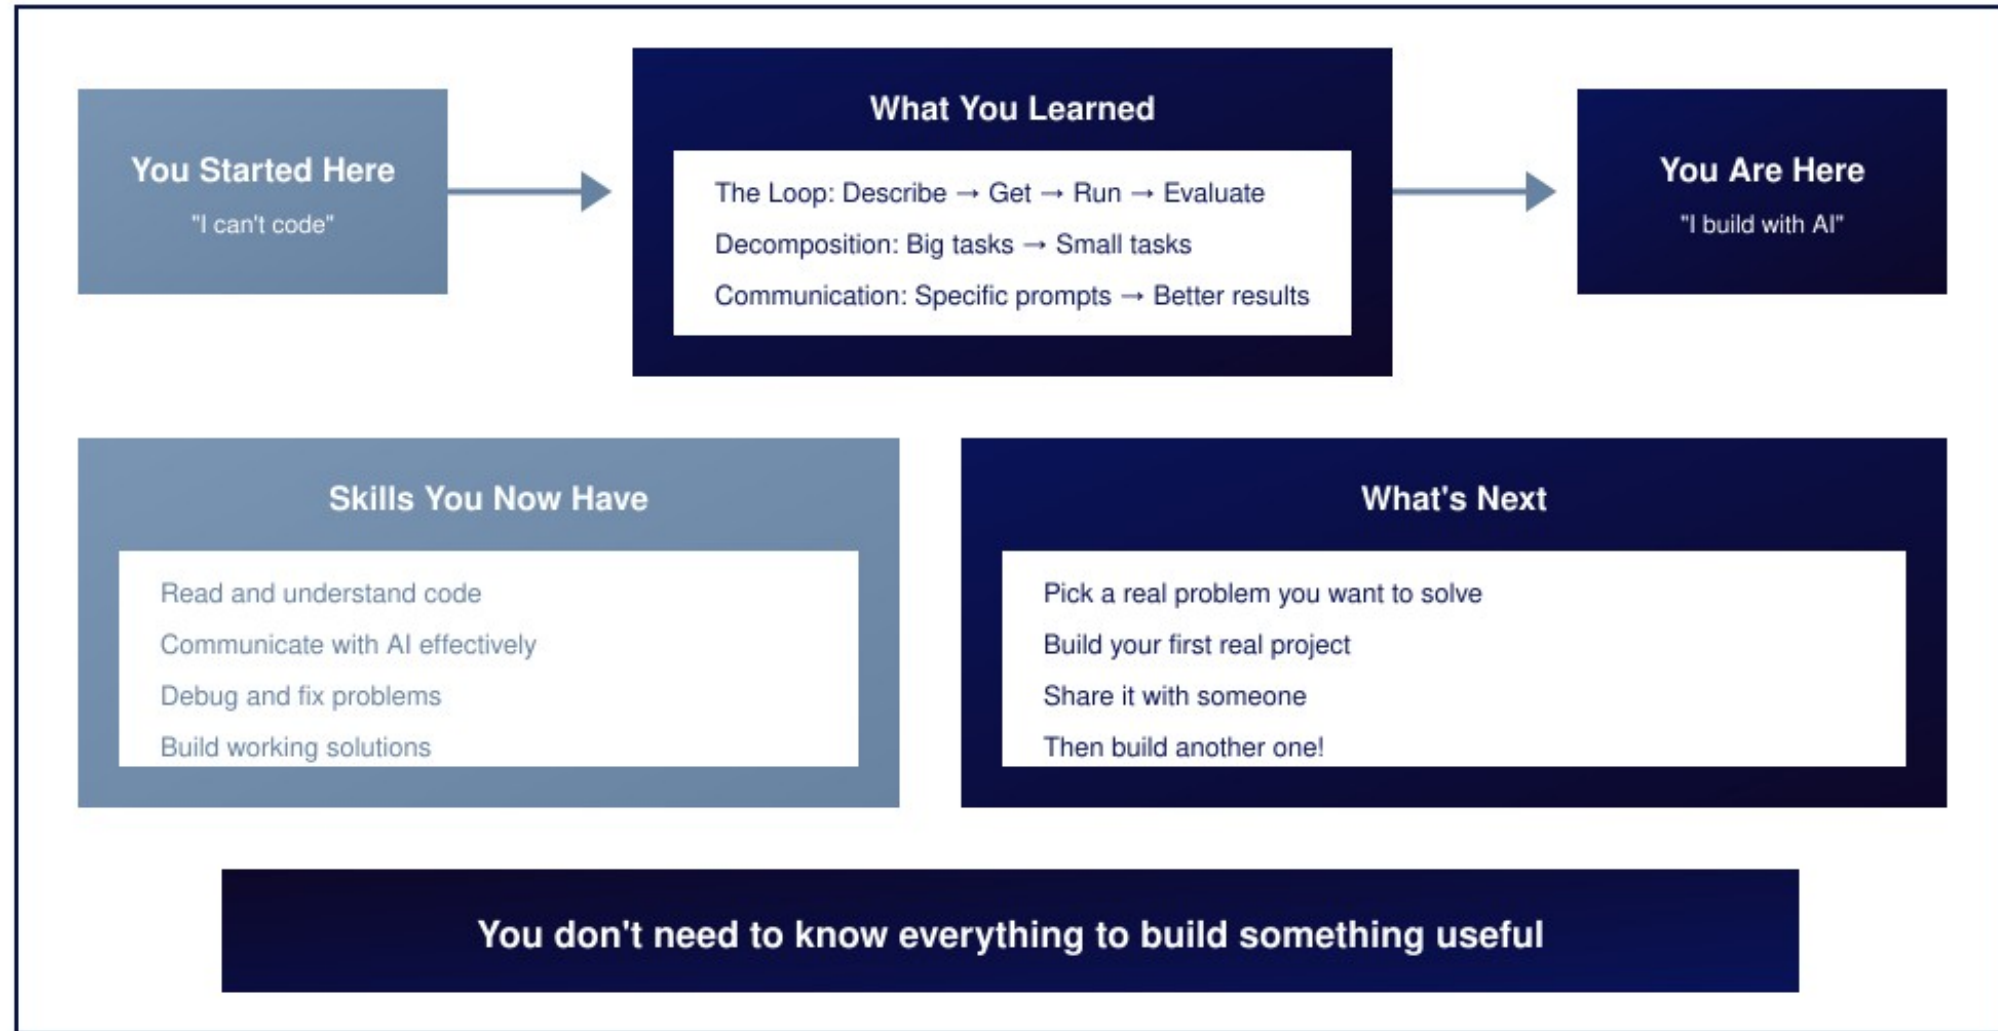 You Started Here
"I can't code"
What You Learned
The Loop: Describe → Get → Run → Evaluate
Decomposition: Big tasks → Small tasks
Communication: Specific prompts → Better results
You Are Here
"I build with AI"
Skills You Now Have
Read and understand code
Communicate with AI effectively
Debug and fix problems
Build working solutions
What's Next
Pick a real problem you want to solve
Build your first real project
Share it with someone
Then build another one!
You don't need to know everything to build something useful